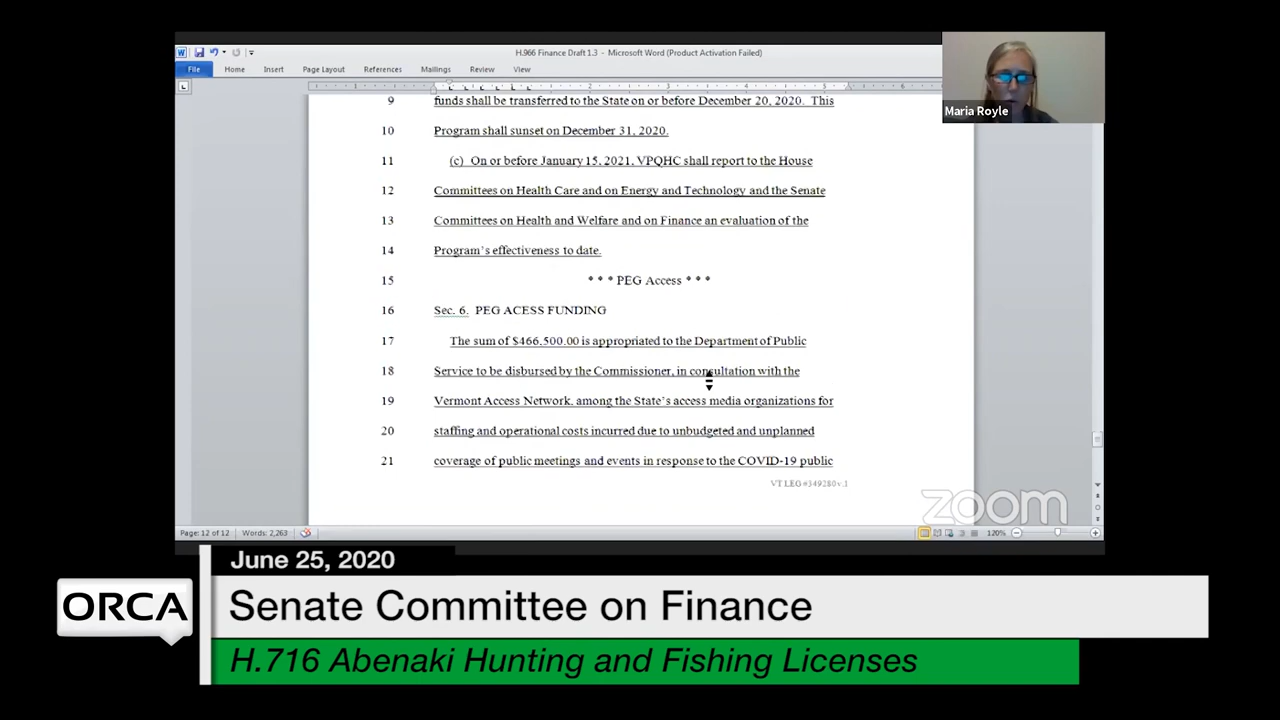 H.966 Finance Draft 1.3 - Microsoft Word (Product Activation Failed)
File Home Insert Page Layout References Mailings Review View
9 funds shall be transferred to the State on or before December 20, 2020. This
10 Program shall sunset on December 31, 2020.
11 (c) On or before January 15, 2021, VPQHC shall report to the House
12 Committees on Health Care and on Energy and Technology and the Senate
13 Committees on Health and Welfare and on Finance an evaluation of the
14 Program's effectiveness to date.
15 * * * PEG Access * * *
16 Sec. 6. PEG ACESS FUNDING
17 The sum of $466,500.00 is appropriated to the Department of Public
18 Service to be disbursed by the Commissioner, in consultation with the
19 Vermont Access Network, among the State's access media organizations for
20 staffing and operational costs incurred due to unbudgeted and unplanned
21 coverage of public meetings and events in response to the COVID-19 public
VT LEG #349280 v.1
Page: 12 of 12 Words: 2,263 120%
Maria Royle
zoom
June 25, 2020
ORCA
Senate Committee on Finance
H.716 Abenaki Hunting and Fishing Licenses